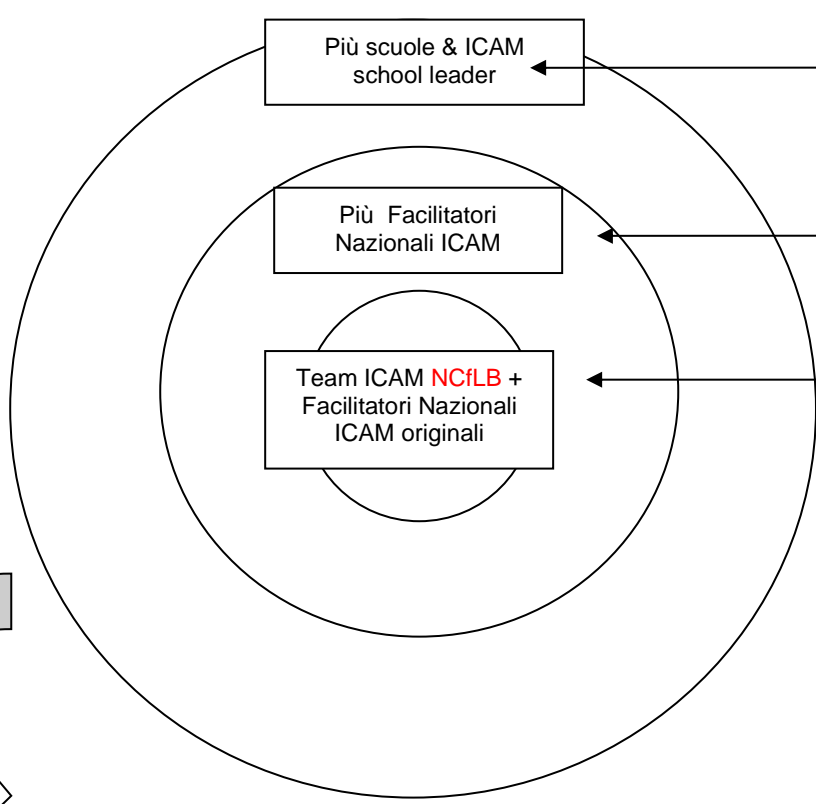 Più scuole & ICAM
school leader
Più Facilitatori
Nazionali ICAM
Team ICAM NCfLB +
Facilitatori Nazionali
ICAM originali